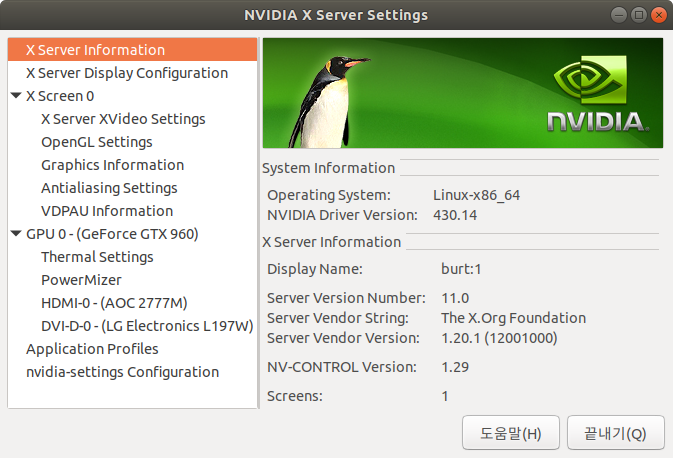 NVIDIA X Server Settings
X Server Information
X Server Display Configuration
X Screen 0
X Server XVideo Settings
OpenGL Settings
Graphics Information
Antialiasing Settings
VDPAU Information
GPU 0 - (GeForce GTX 960)
Thermal Settings
PowerMizer
HDMI-0 - (AOC 2777M)
DVI-D-0 - (LG Electronics L197W)
Application Profiles
nvidia-settings Configuration
NVIDIA.
System Information
Operating System: Linux-x86_64
NVIDIA Driver Version: 430.14
X Server Information
Display Name: burt:1
Server Version Number: 11.0
Server Vendor String: The X.Org Foundation
Server Vendor Version: 1.20.1 (12001000)
NV-CONTROL Version: 1.29
Screens: 1
도움말(H) 끝내기(Q)